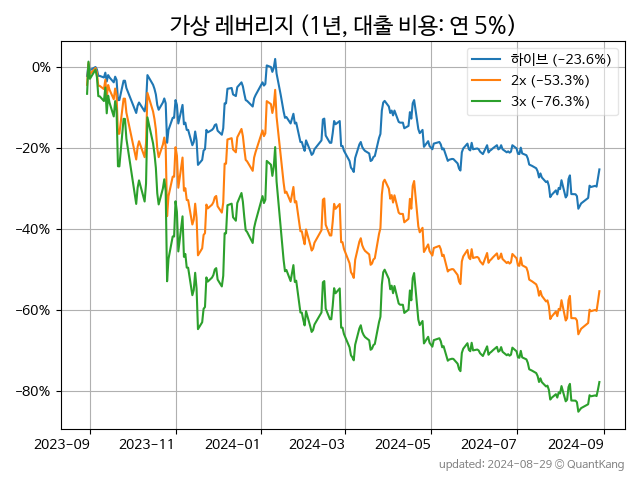 가상 레버리지 (1년, 대출 비용: 연 5%)
하이브 (−23.6%)
2x (−53.3%)
3x (−76.3%)
0%
−20%
−40%
−60%
−80%
2023−09 2023−11 2024−01 2024−03 2024−05 2024−07 2024−09
updated: 2024-08-29 © QuantKang